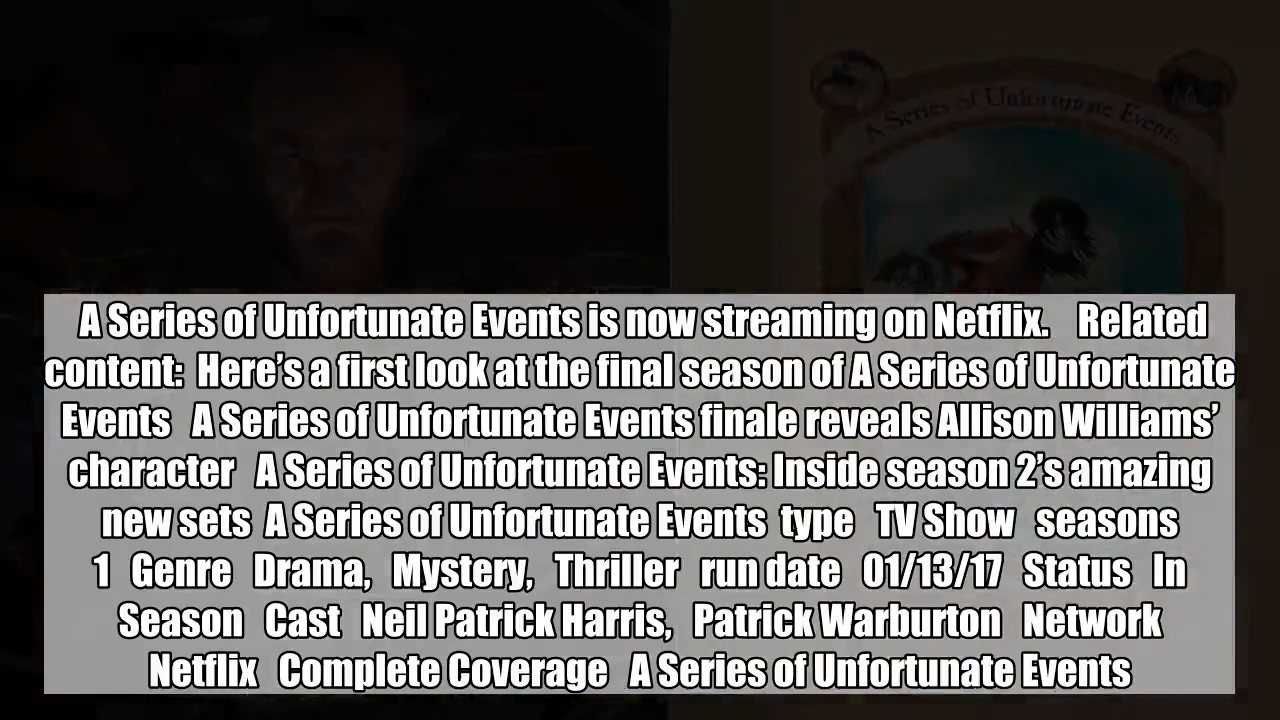 A Series of Unfortunate Events
A Series of Unfortunate Events is now streaming on Netflix. Related
content: Here’s a first look at the final season of A Series of Unfortunate
Events A Series of Unfortunate Events finale reveals Allison Williams’
character A Series of Unfortunate Events: Inside season 2’s amazing
new sets A Series of Unfortunate Events type TV Show seasons
1 Genre Drama, Mystery, Thriller run date 01/13/17 Status In
Season Cast Neil Patrick Harris, Patrick Warburton Network
Netflix Complete Coverage A Series of Unfortunate Events